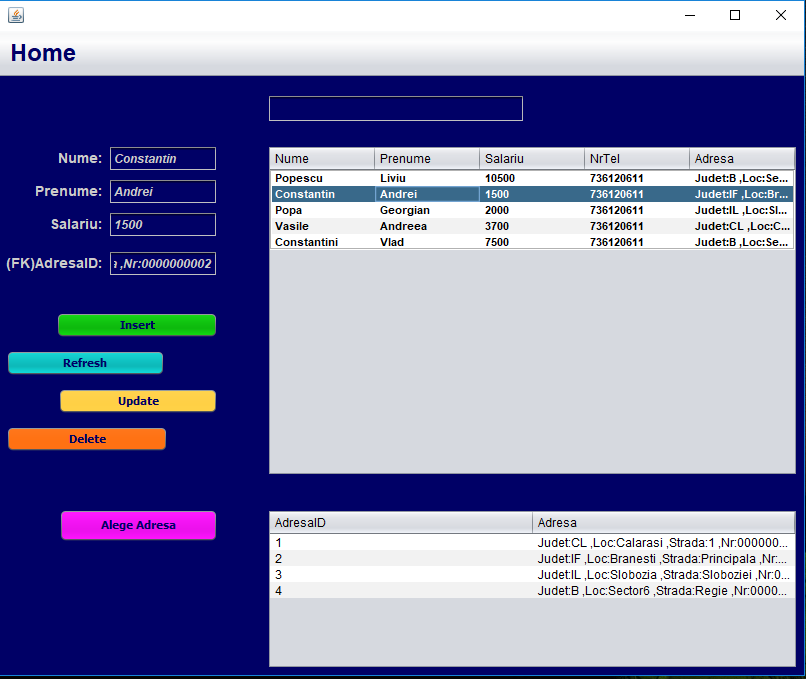 Home
Nume: Constantin
Prenume: Andrei
Salariu: 1500
(FK)AdresaID: ,Nr:0000000002
Insert
Refresh
Update
Delete
Alege Adresa
Nume Prenume Salariu NrTel Adresa
Popescu Liviu 10500 736120611 Judet:B ,Loc:Se...
Constantin Andrei 1500 736120611 Judet:IF ,Loc:Br...
Popa Georgian 2000 736120611 Judet:IL ,Loc:Sl...
Vasile Andreea 3700 736120611 Judet:CL ,Loc:C...
Constantini Vlad 7500 736120611 Judet:B ,Loc:Se...
AdresaID Adresa
1 Judet:CL ,Loc:Calarasi ,Strada:1 ,Nr:000000...
2 Judet:IF ,Loc:Branesti ,Strada:Principala ,Nr:...
3 Judet:IL ,Loc:Slobozia ,Strada:Sloboziei ,Nr:0...
4 Judet:B ,Loc:Sector6 ,Strada:Regie ,Nr:0000...